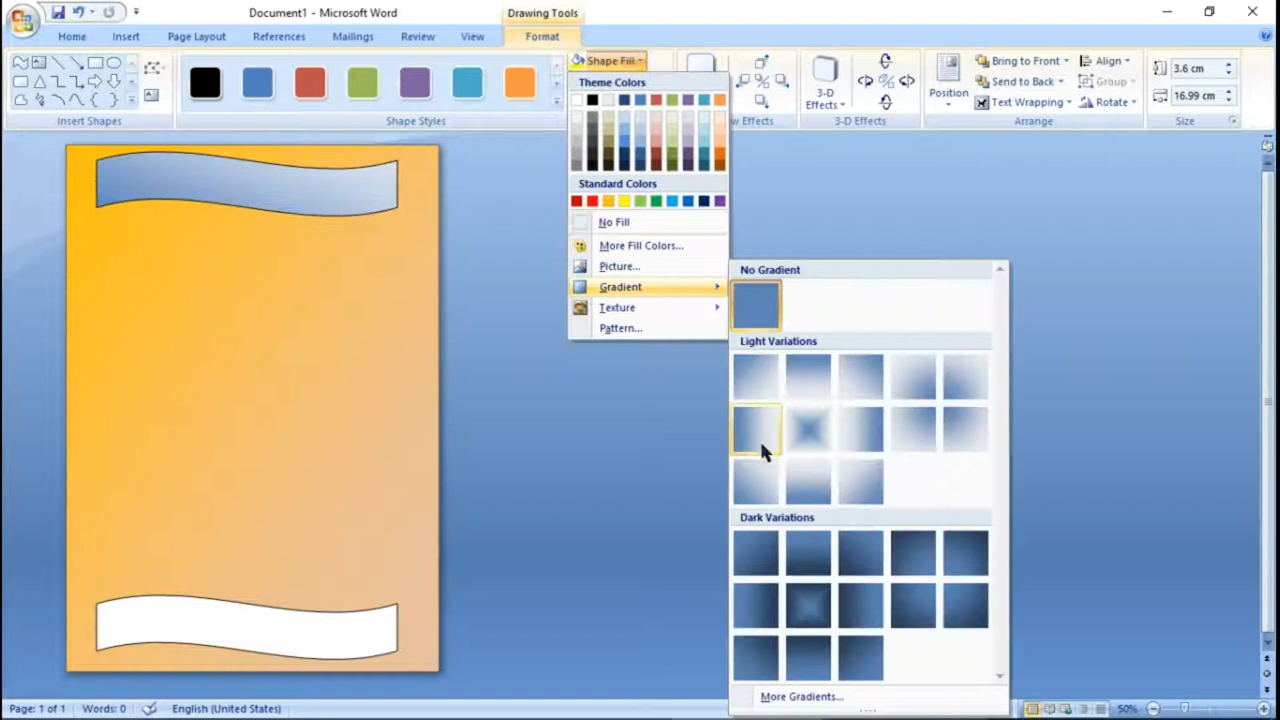 Document1 - Microsoft Word
Drawing Tools
Home Insert Page Layout References Mailings Review View Format
Shape Fill
3-D Effects
Position
Bring to Front
Send to Back
Text Wrapping
Align
Group
Rotate
3.6 cm
16.99 cm
Insert Shapes
Shape Styles
w Effects
3-D Effects
Arrange
Size
Theme Colors
Standard Colors
No Fill
More Fill Colors...
Picture...
Gradient
Texture
Pattern...
No Gradient
Light Variations
Dark Variations
More Gradients...
Page: 1 of 1 Words: 0 English (United States) 50%